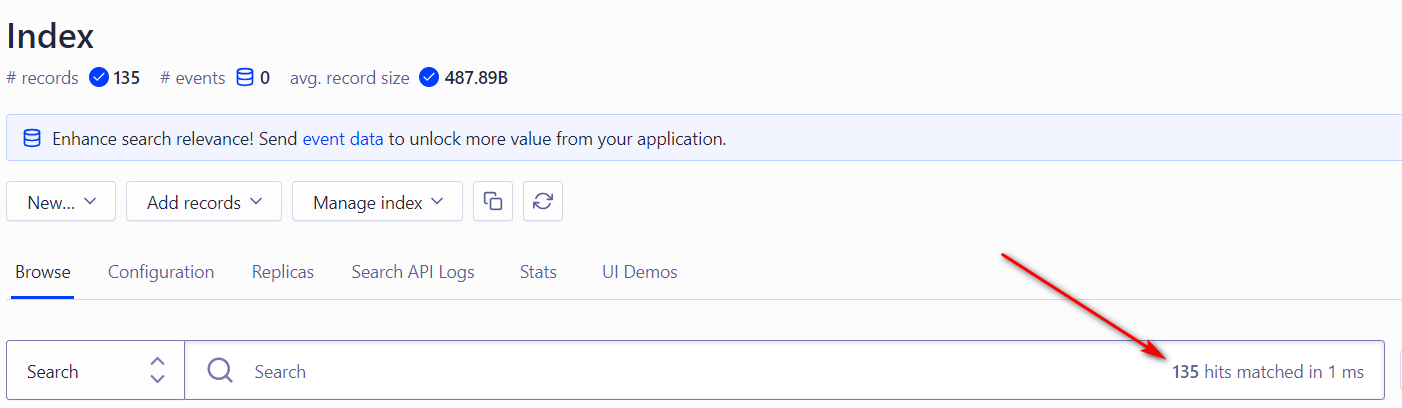 Index
# records 135 # events 0 avg. record size 487.89B
Enhance search relevance! Send event data to unlock more value from your application.
New... Add records Manage index
Browse Configuration Replicas Search API Logs Stats UI Demos
Search Search 135 hits matched in 1 ms